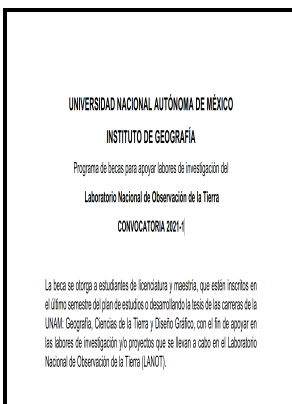 UNIVERSIDAD NACIONAL AUTÓNOMA DE MÉXICO
INSTITUTO DE GEOGRAFÍA
Programa de becas para apoyar labores de investigación del
Laboratorio Nacional de Observación de la Tierra
CONVOCATORIA 2021-1
La beca se otorga a estudiantes de licenciatura y maestría, que estén inscritos en
el último semestre del plan de estudios o desarrollando la tesis de las carreras de la
UNAM: Geografía, Ciencias de la Tierra y Diseño Gráfico, con el fin de apoyar en
las labores de investigación y/o proyectos que se llevan a cabo en el Laboratorio
Nacional de Observación de la Tierra (LANOT).